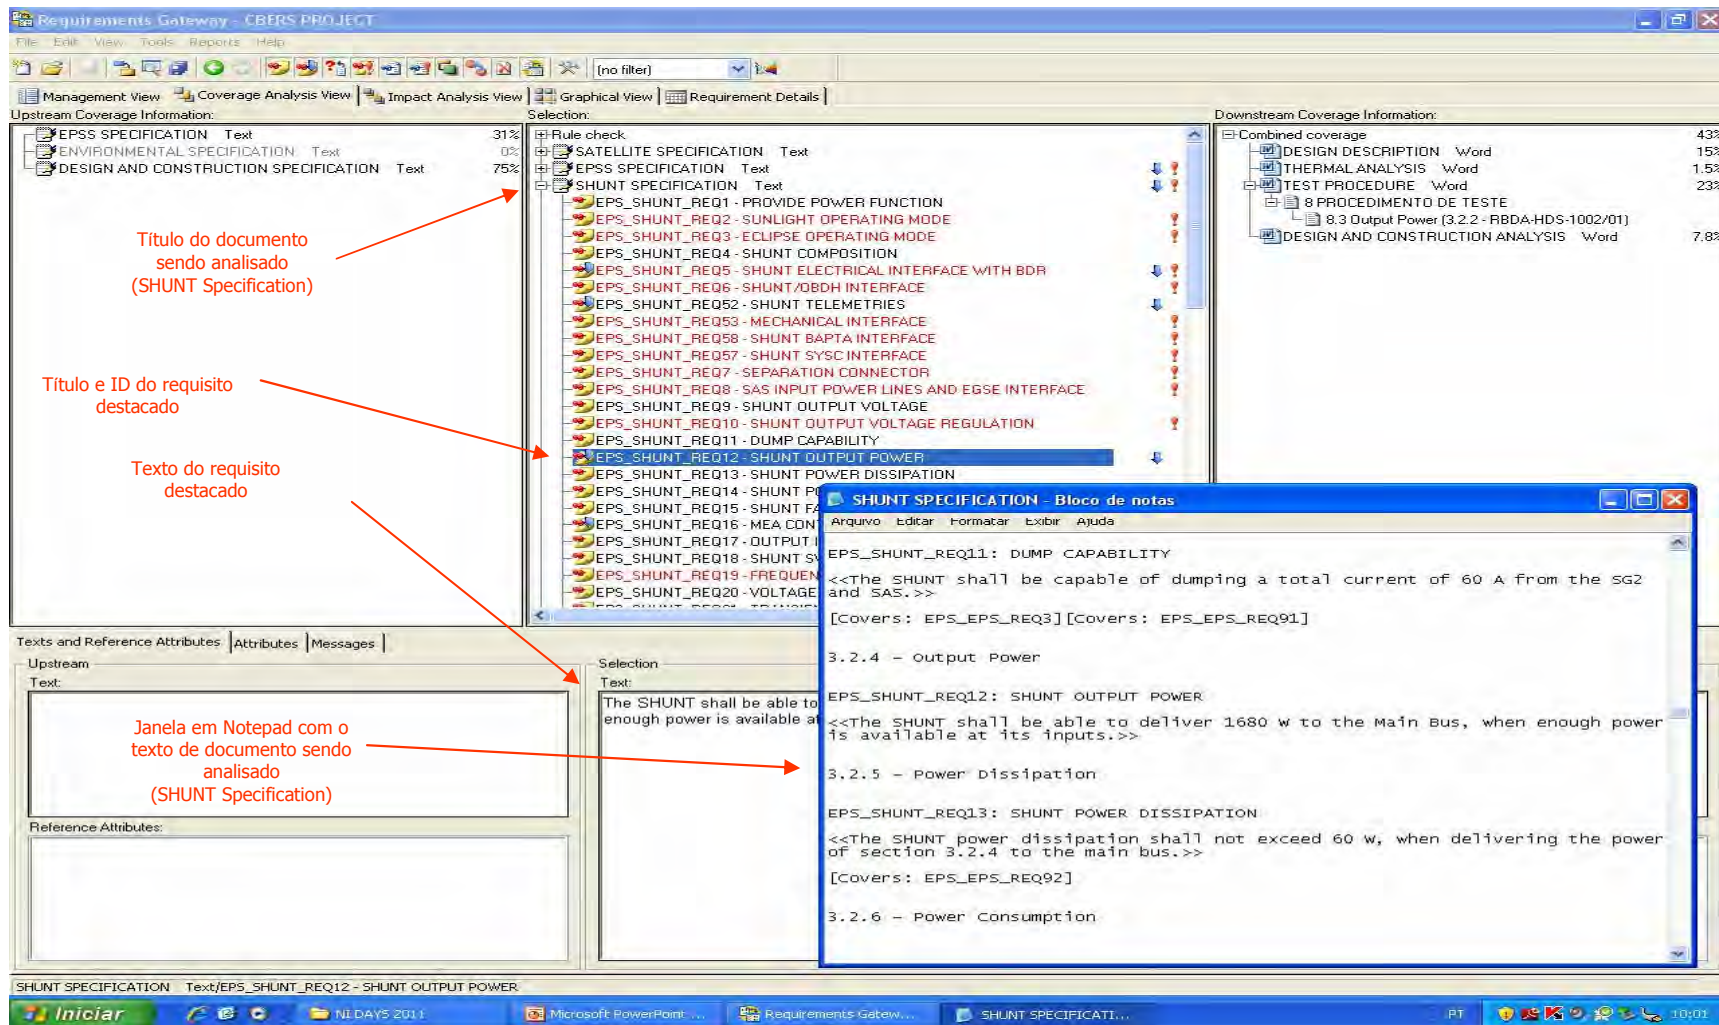 Requirements Gateway - CBERS PROJECT
File Edit View Tools Reports Help
(no filter)
Management View Coverage Analysis View Impact Analysis View Graphical View Requirement Details
Upstream Coverage Information:
EPSS SPECIFICATION Text 31%
ENVIRONMENTAL SPECIFICATION Text 0%
DESIGN AND CONSTRUCTION SPECIFICATION Text 75%
Título do documento
sendo analisado
(SHUNT Specification)
Título e ID do requisito
destacado
Texto do requisito
destacado
Selection:
Rule check
SATELLITE SPECIFICATION Text
EPSS SPECIFICATION Text
SHUNT SPECIFICATION Text
EPS_SHUNT_REQ1 - PROVIDE POWER FUNCTION
EPS_SHUNT_REQ2 - SUNLIGHT OPERATING MODE
EPS_SHUNT_REQ3 - ECLIPSE OPERATING MODE
EPS_SHUNT_REQ4 - SHUNT COMPOSITION
EPS_SHUNT_REQ5 - SHUNT ELECTRICAL INTERFACE WITH BDR
EPS_SHUNT_REQ6 - SHUNT/OBDH INTERFACE
EPS_SHUNT_REQ52 - SHUNT TELEMETRIES
EPS_SHUNT_REQ53 - MECHANICAL INTERFACE
EPS_SHUNT_REQ58 - SHUNT BAPTA INTERFACE
EPS_SHUNT_REQ57 - SHUNT SYSC INTERFACE
EPS_SHUNT_REQ7 - SEPARATION CONNECTOR
EPS_SHUNT_REQ8 - SAS INPUT POWER LINES AND EGSE INTERFACE
EPS_SHUNT_REQ9 - SHUNT OUTPUT VOLTAGE
EPS_SHUNT_REQ10 - SHUNT OUTPUT VOLTAGE REGULATION
EPS_SHUNT_REQ11 - DUMP CAPABILITY
EPS_SHUNT_REQ12 - SHUNT OUTPUT POWER
EPS_SHUNT_REQ13 - SHUNT POWER DISSIPATION
EPS_SHUNT_REQ14 - SHUNT
EPS_SHUNT_REQ15 - SHUNT
EPS_SHUNT_REQ16 - MEA
EPS_SHUNT_REQ17 - OUTPUT
EPS_SHUNT_REQ18 - SHUNT
EPS_SHUNT_REQ19 -
EPS_SHUNT_REQ20 - VOLTAGE
Downstream Coverage Information:
Combined coverage 43%
DESIGN DESCRIPTION Word 15%
THERMAL ANALYSIS Word 1.5%
TEST PROCEDURE Word 23%
8 PROCEDIMENTO DE TESTE
8.3 Output Power (3.2.2 - RBDA-HDS-1002/01)
DESIGN AND CONSTRUCTION ANALYSIS Word 7.8%
Texts and Reference Attributes Attributes Messages
Upstream
Text:
Janela em Notepad com o
texto de documento sendo
analisado
(SHUNT Specification)
Reference Attributes:
Selection
Text:
The SHUNT shall be able to
enough power is available at
SHUNT SPECIFICATION - Bloco de notas
Arquivo Editar Formatar Exibir Ajuda
EPS_SHUNT_REQ11: DUMP CAPABILITY
<<The SHUNT shall be capable of dumping a total current of 60 A from the SG2
and SAS.>>
[Covers: EPS_EPS_REQ3][Covers: EPS_EPS_REQ91]
3.2.4 – Output Power
EPS_SHUNT_REQ12: SHUNT OUTPUT POWER
<<The SHUNT shall be able to deliver 1680 W to the Main Bus, when enough power
is available at its inputs.>>
3.2.5 – Power Dissipation
EPS_SHUNT_REQ13: SHUNT POWER DISSIPATION
<<The SHUNT power dissipation shall not exceed 60 W, when delivering the power
of section 3.2.4 to the main bus.>>
[Covers: EPS_EPS_REQ92]
3.2.6 – Power Consumption
SHUNT SPECIFICATION Text/EPS_SHUNT_REQ12 - SHUNT OUTPUT POWER
Iniciar NI DAYS 2011 Microsoft PowerPoint ... Requirements Gatew... SHUNT SPECIFICATI... PT 10:01